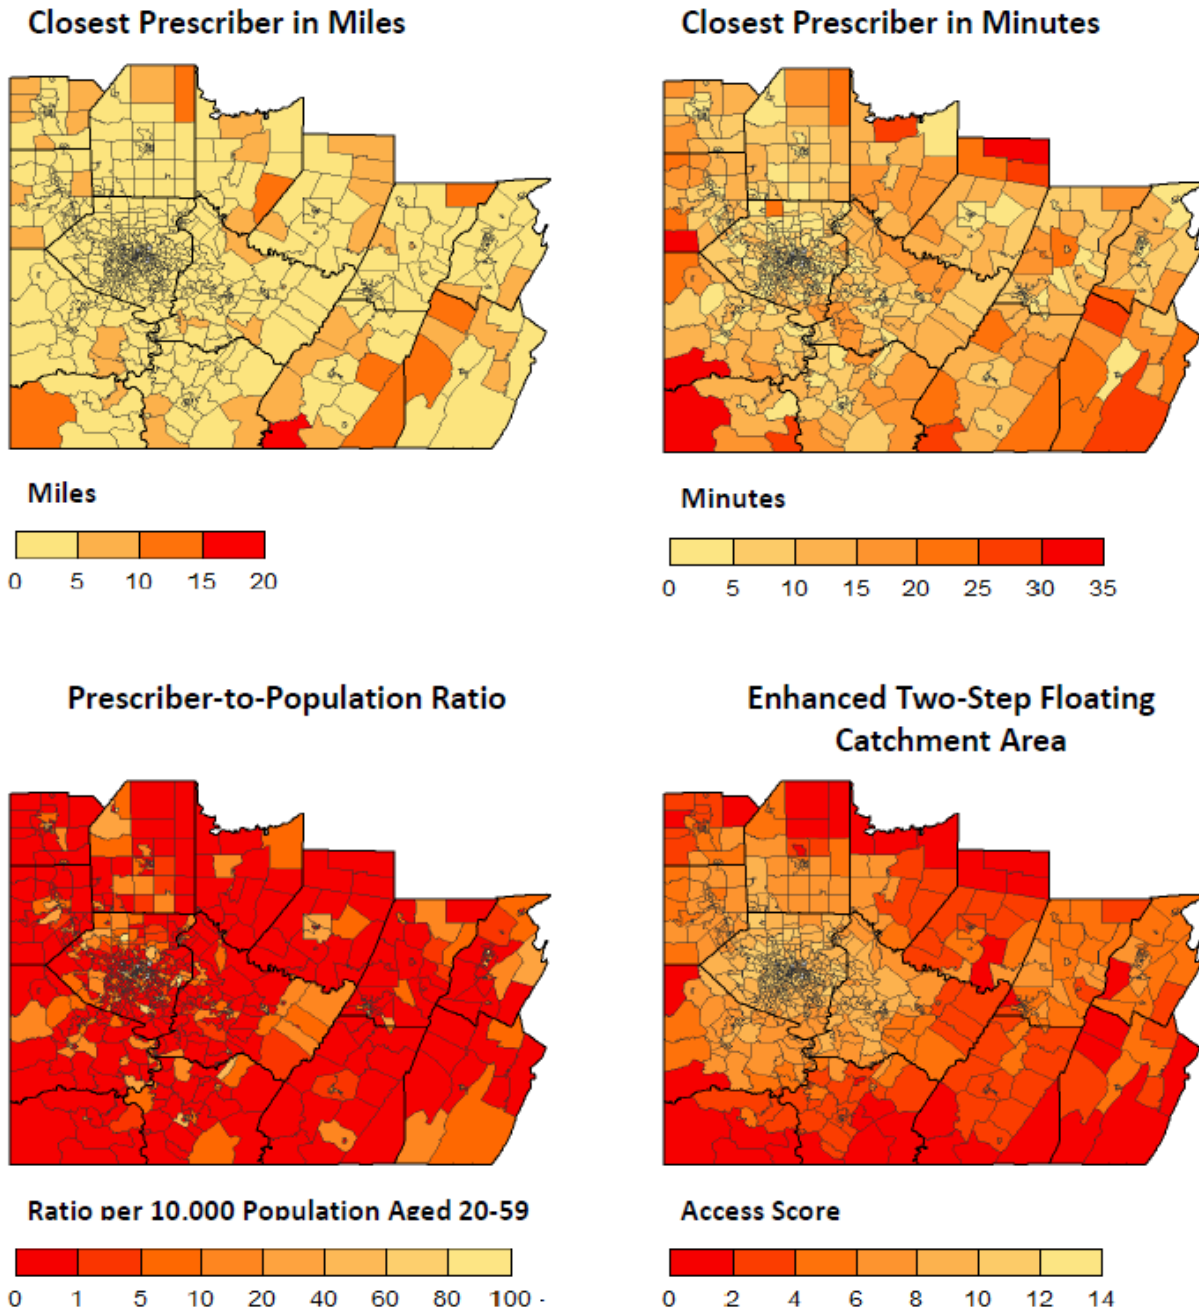 Closest Prescriber in Miles
Closest Prescriber in Minutes
Miles
0 5 10 15 20
Minutes
0 5 10 15 20 25 30 35
Prescriber-to-Population Ratio
Enhanced Two-Step Floating
Catchment Area
Ratio per 10.000 Population Aged 20-59
0 1 5 10 20 40 60 80 100 -
Access Score
0 2 4 6 8 10 12 14